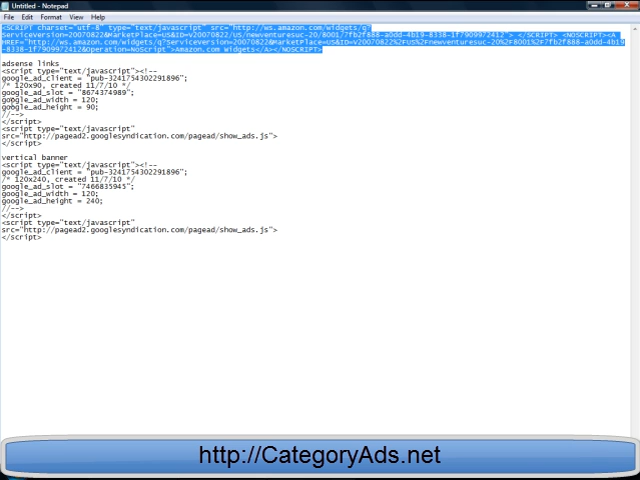 Untitled - Notepad
File Edit Format View Help
<SCRIPT charset="utf-8" type="text/javascript" src="http://ws.amazon.com/widgets/q?
ServiceVersion=20070822&MarketPlace=US&ID=V20070822/US/newventuresuc-20/8001/7fb2f888-a0dd-4b19-8338-1f7909972412"> </SCRIPT> <NOSCRIPT><A
HREF="http://ws.amazon.com/widgets/q?ServiceVersion=20070822&MarketPlace=US&ID=V20070822%2FUS%2Fnewventuresuc-20%2F8001%2F7fb2f888-a0dd-4b19
-8338-1f7909972412&Operation=NoScript">Amazon.com Widgets</A></NOSCRIPT>
adsense links
<script type="text/javascript"><!--
google_ad_client = "pub-3241754302291896";
/* 120x90, created 11/7/10 */
google_ad_slot = "8674374989";
google_ad_width = 120;
google_ad_height = 90;
//-->
</script>
<script type="text/javascript"
src="http://pagead2.googlesyndication.com/pagead/show_ads.js">
</script>
vertical banner
<script type="text/javascript"><!--
google_ad_client = "pub-3241754302291896";
/* 120x240, created 11/7/10 */
google_ad_slot = "7466835945";
google_ad_width = 120;
google_ad_height = 240;
//-->
</script>
<script type="text/javascript"
src="http://pagead2.googlesyndication.com/pagead/show_ads.js">
</script>
http://CategoryAds.net